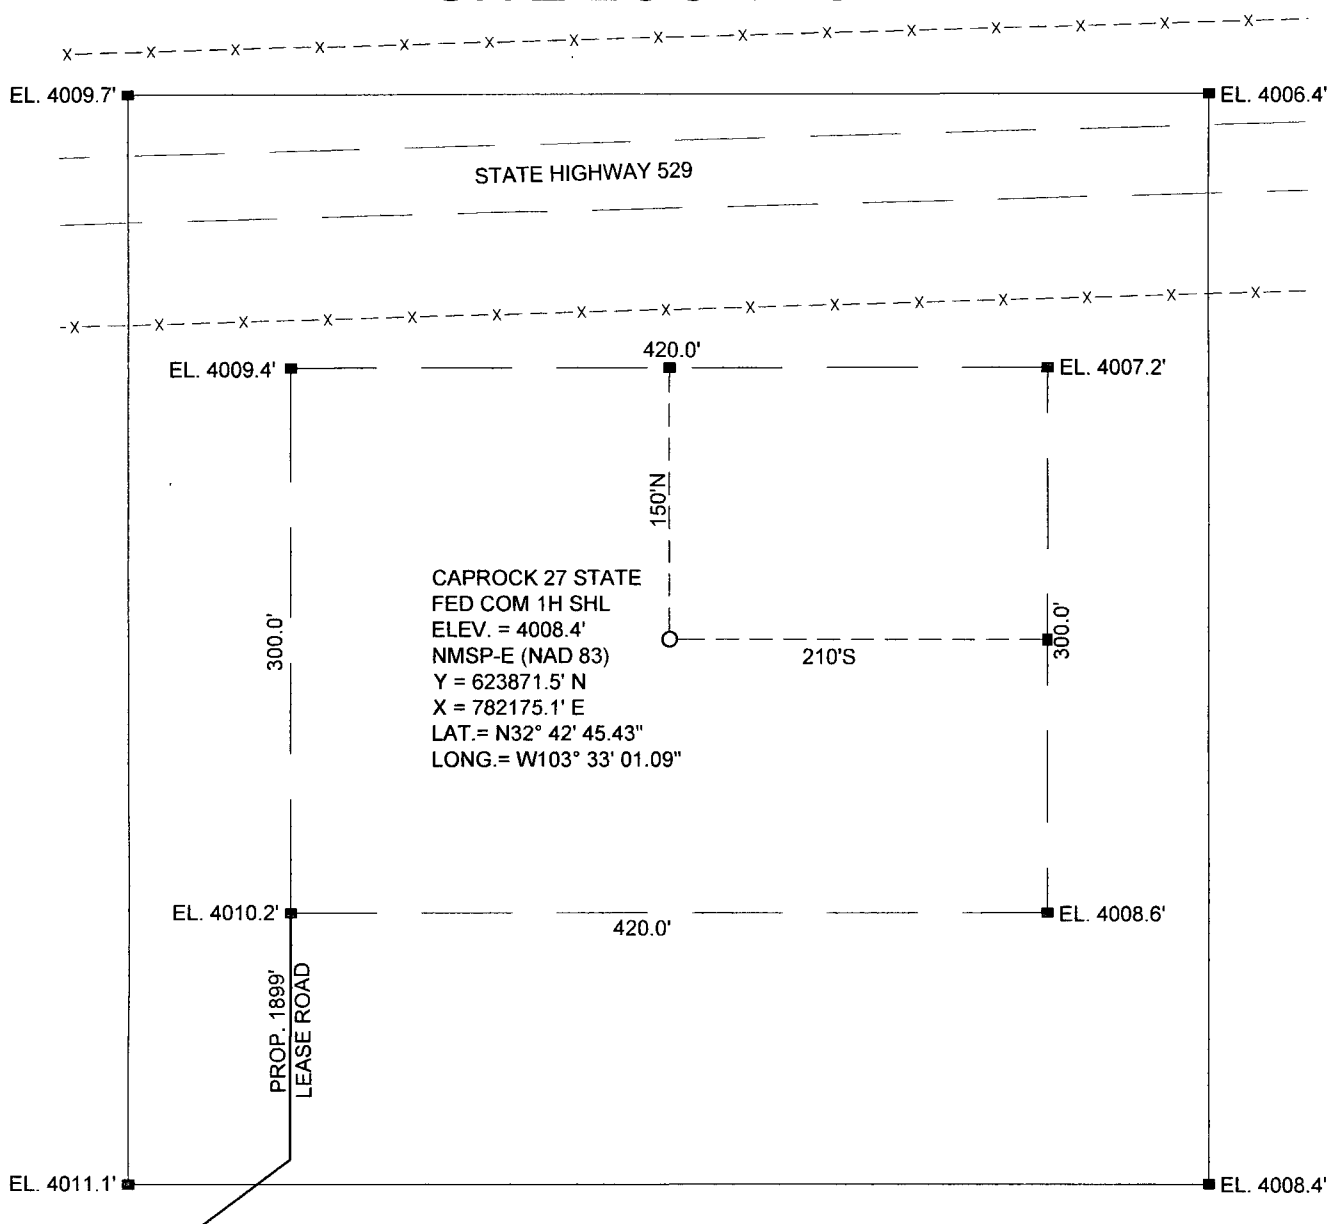 EL. 4009.7'
EL. 4006.4'
STATE HIGHWAY 529
420.0'
EL. 4009.4'
EL. 4007.2'
150'N
CAPROCK 27 STATE
FED COM 1H SHL
ELEV. = 4008.4'
NMSP-E (NAD 83)
Y = 623871.5' N
X = 782175.1' E
LAT.= N32° 42' 45.43"
LONG.= W103° 33' 01.09"
300.0'
210'S
300.0'
EL. 4010.2'
EL. 4008.6'
420.0'
PROP. 1899'
LEASE ROAD
EL. 4011.1'
EL. 4008.4'